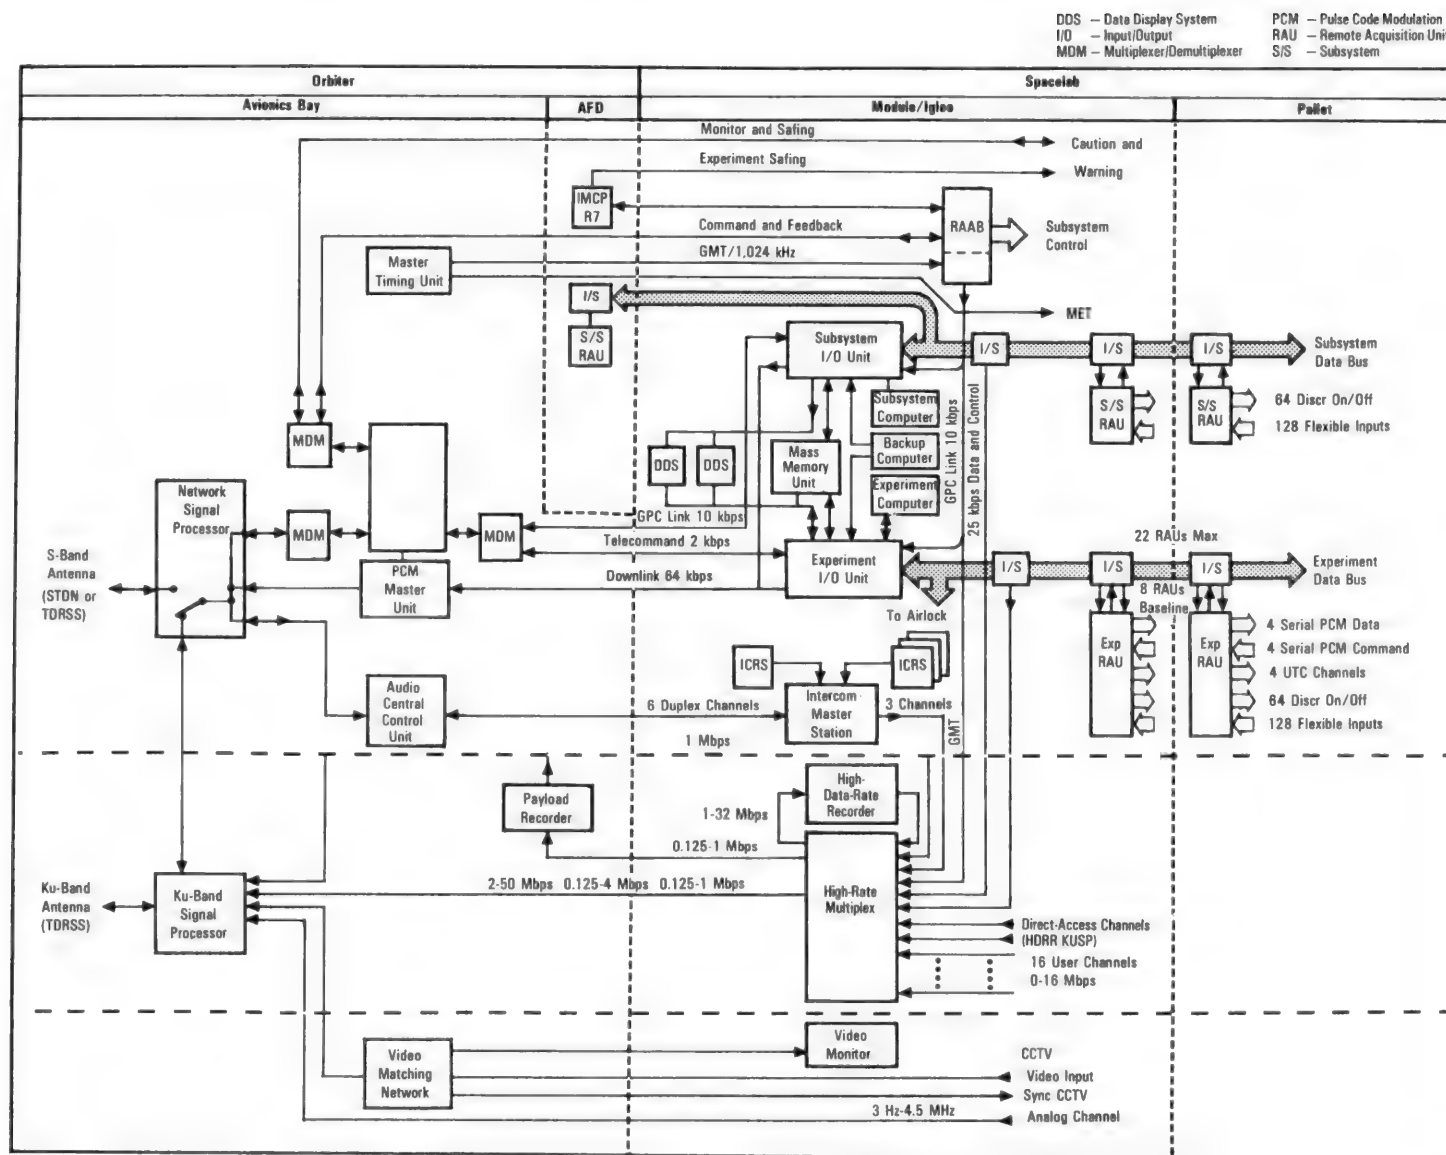 DDS – Data Display System
I/O – Input/Output
MDM – Multiplexer/Demultiplexer
PCM – Pulse Code Modulation
RAU – Remote Acquisition Unit
S/S – Subsystem
Orbiter
Spacelab
Avionics Bay
AFD
Module/Igloo
Pallet
Monitor and Safing
Caution and
Warning
Experiment Safing
IMCP
R7
RAAB
Subsystem
Control
Command and Feedback
GMT/1,024 kHz
Master
Timing Unit
MET
I/S
S/S
RAU
Subsystem
I/O Unit
I/S
I/S
I/S
Subsystem
Data Bus
Subsystem
Computer
S/S
RAU
S/S
RAU
64 Discr On/Off
128 Flexible Inputs
MDM
DDS
DDS
Mass
Memory
Unit
Backup
Computer
Experiment
Computer
GPC Link 10 kbps
25 kbps Data and Control
Network
Signal
Processor
MDM
MDM
GPC Link 10 kbps
Telecommand 2 kbps
Experiment
I/O Unit
22 RAUs Max
I/S
I/S
I/S
Experiment
Data Bus
S-Band
Antenna
(STDN or
TDRSS)
PCM
Master
Unit
Downlink 64 kbps
To Airlock
8 RAUs
Baseline
Exp
RAU
Exp
RAU
4 Serial PCM Data
4 Serial PCM Command
4 UTC Channels
64 Discr On/Off
128 Flexible Inputs
ICRS
ICRS
Audio
Central
Control
Unit
6 Duplex Channels
Intercom
Master
Station
3 Channels
1 Mbps
GMT
Payload
Recorder
High-
Data-Rate
Recorder
1-32 Mbps
0.125-1 Mbps
2-50 Mbps 0.125-4 Mbps 0.125-1 Mbps
Ku-Band
Antenna
(TDRSS)
Ku-Band
Signal
Processor
High-Rate
Multiplex
Direct-Access Channels
(HDRR KUSP)
16 User Channels
0-16 Mbps
Video
Matching
Network
Video
Monitor
CCTV
Video Input
Sync CCTV
3 Hz-4.5 MHz
Analog Channel